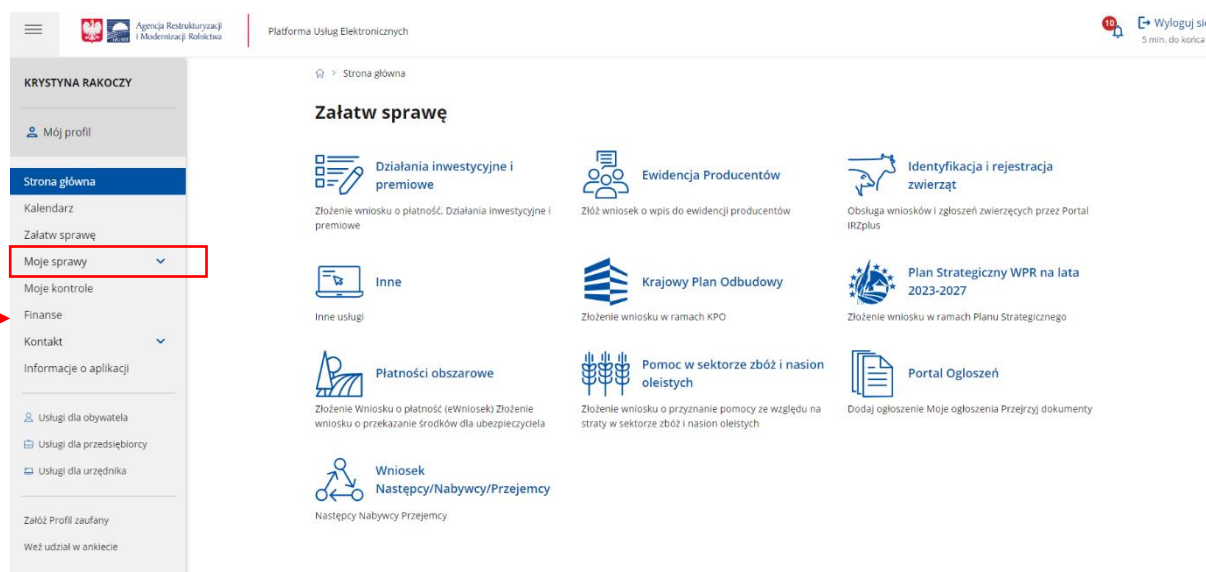 Agencja Restrukturyzacji
i Modernizacji Rolnictwa
Platforma Usług Elektronicznych
10
Wyloguj się
5 min. do końca
KRYSTYNA RAKOCZY
Mój profil
Strona główna
Kalendarz
Załatw sprawę
Moje sprawy
Moje kontrole
Finanse
Kontakt
Informacje o aplikacji
Usługi dla obywatela
Usługi dla przedsiębiorcy
Usługi dla urzędnika
Załóż Profil zaufany
Weź udział w ankiecie
Strona główna
Załatw sprawę
Działania inwestycyjne i
premiowe
Złożenie wniosku o płatność. Działania inwestycyjne i
premiowe
Ewidencja Producentów
Złóż wniosek o wpis do ewidencji producentów
Identyfikacja i rejestracja
zwierząt
Obsługa wniosków i zgłoszeń zwierzęcych przez Portal
IRZplus
Inne
Inne usługi
Krajowy Plan Odbudowy
Złożenie wniosku w ramach KPO
Plan Strategiczny WPR na lata
2023-2027
Złożenie wniosku w ramach Planu Strategicznego
Płatności obszarowe
Złożenie Wniosku o płatność (eWniosek) Złożenie
wniosku o przekazanie środków dla ubezpieczyciela
Pomoc w sektorze zbóż i nasion
oleistych
Złożenie wniosku o przyznanie pomocy ze względu na
straty w sektorze zbóż i nasion oleistych
Portal Ogłoszeń
Dodaj ogłoszenie Moje ogłoszenia Przejrzyj dokumenty
Wniosek
Następcy/Nabywcy/Przejemcy
Następcy Nabywcy Przejemcy